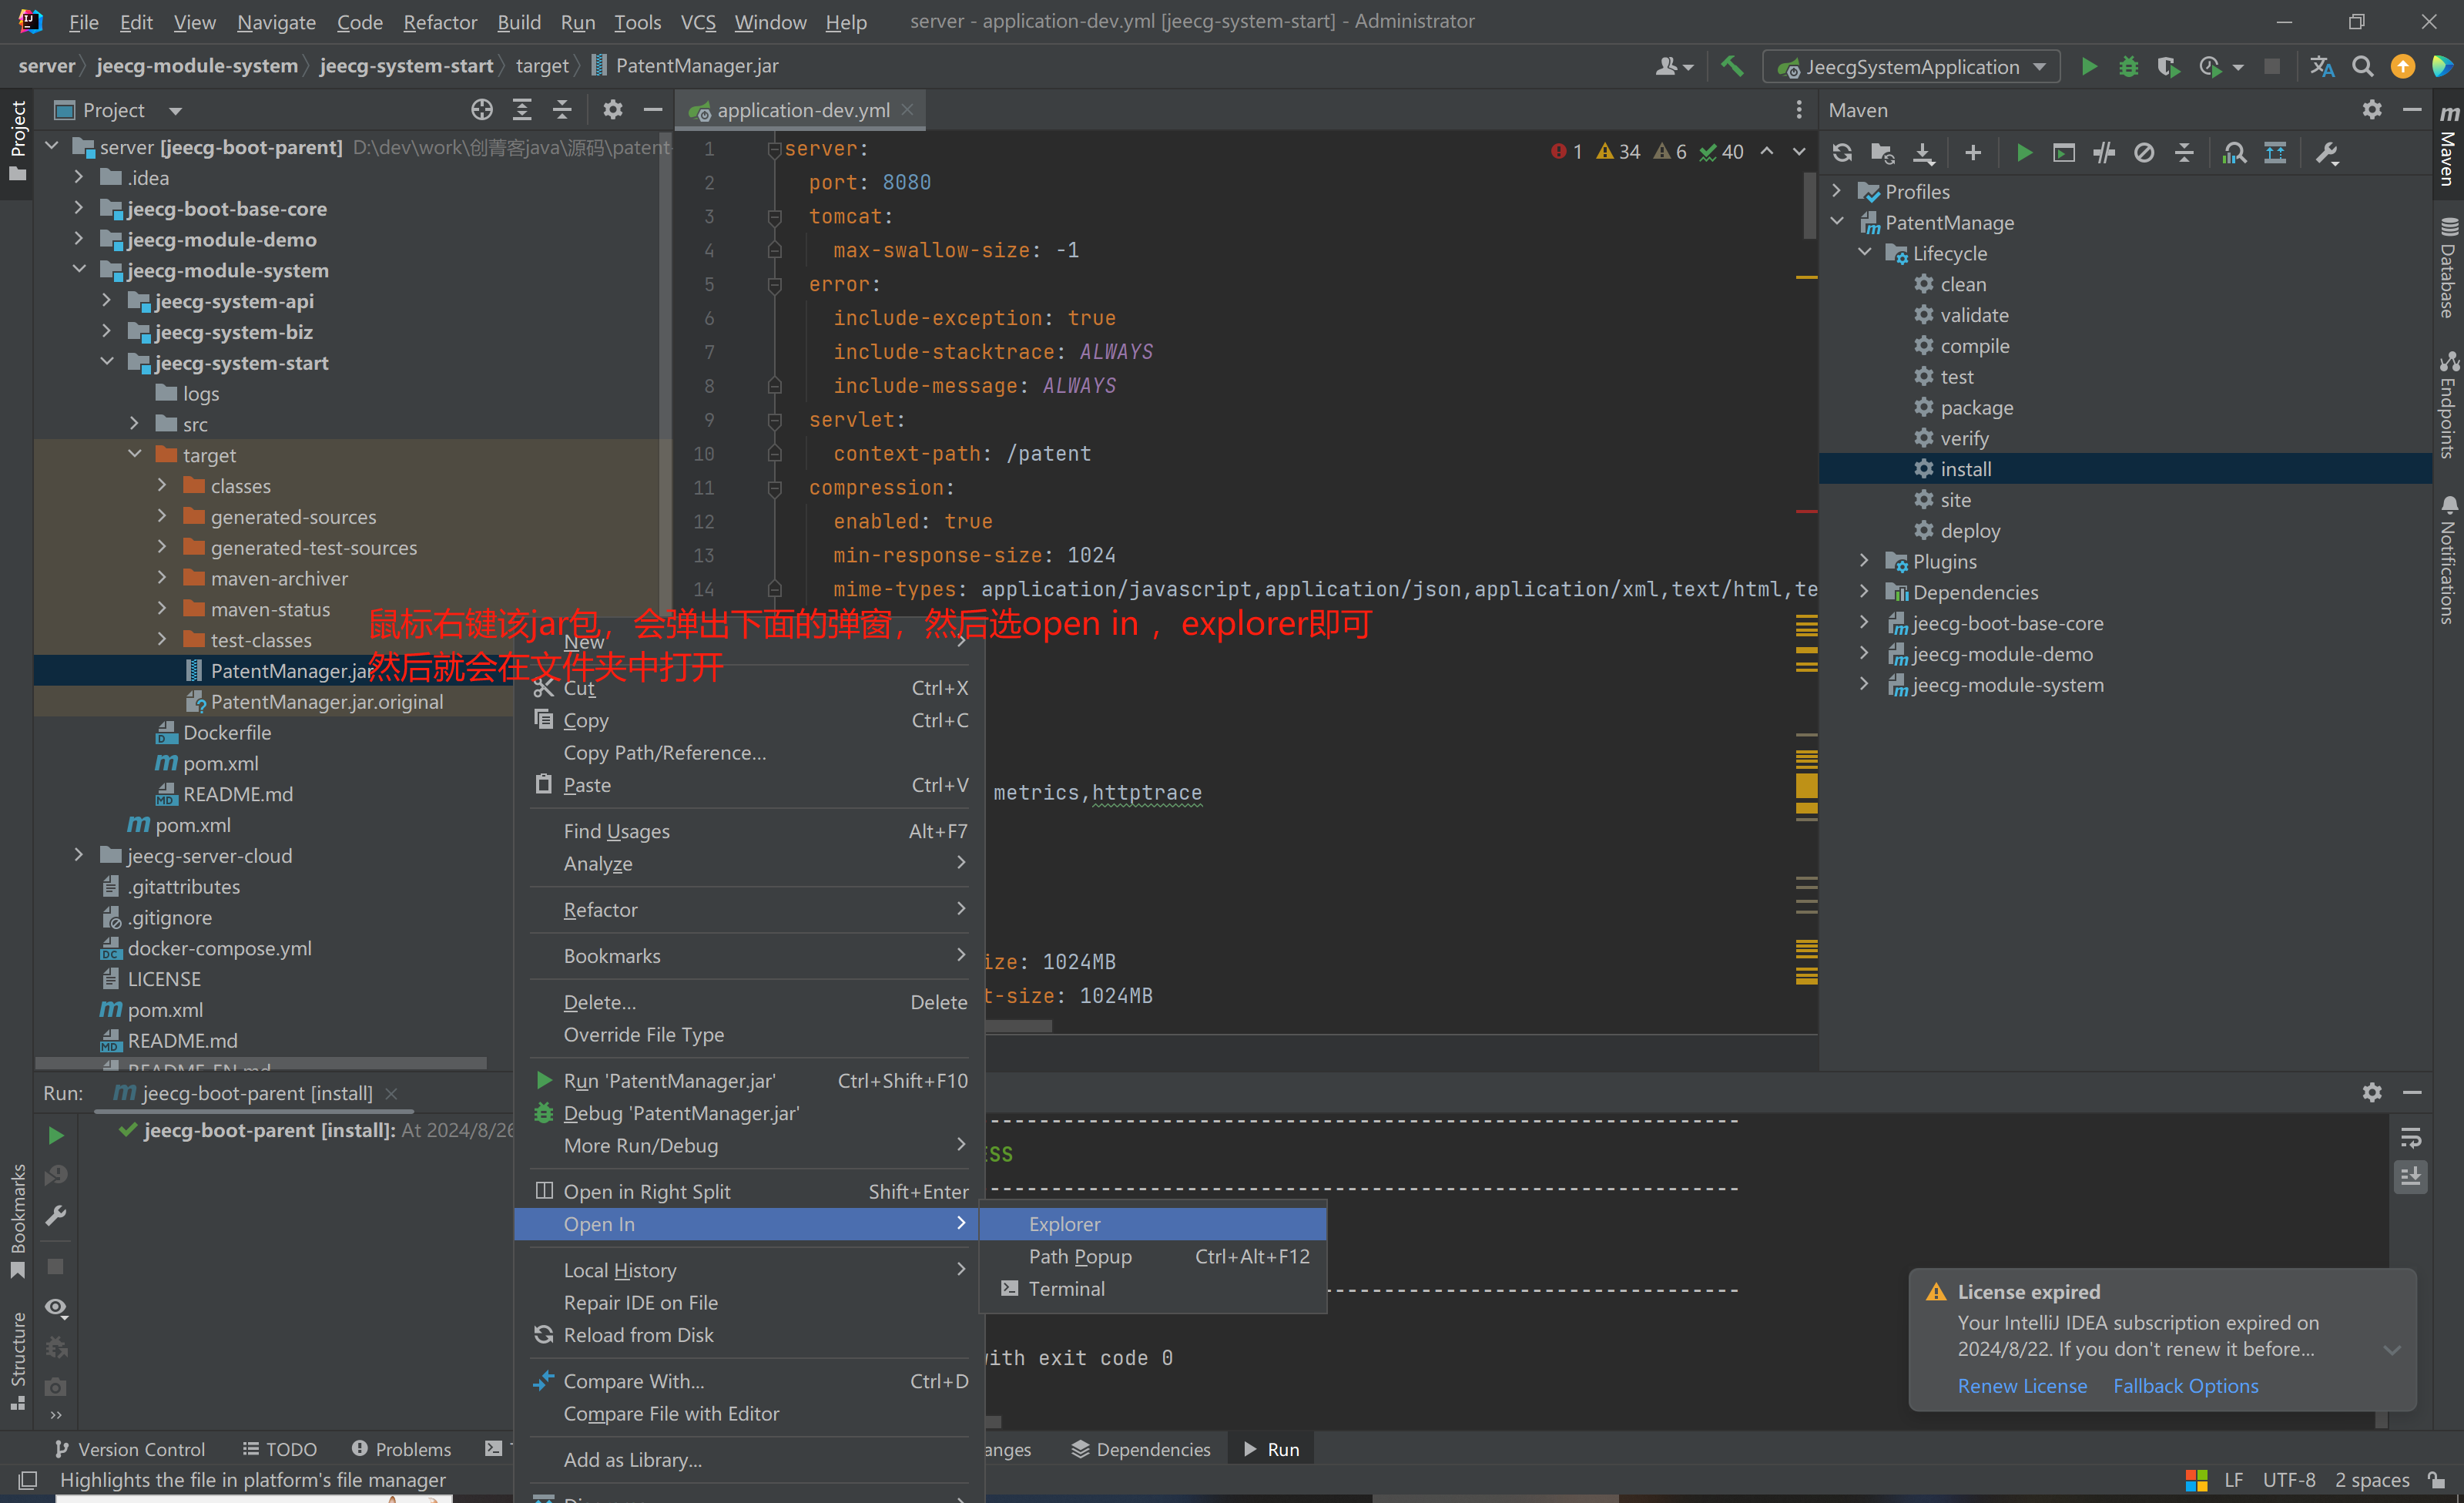 File Edit View Navigate Code Refactor Build Run Tools VCS Window Help server - application-dev.yml [jeecg-system-start] - Administrator
server jeecg-module-system jeecg-system-start target PatentManager.jar JeecgSystemApplication
Project
Project
server [jeecg-boot-parent] D:\dev\work\创菁客java\源码\patent-
.idea
jeecg-boot-base-core
jeecg-module-demo
jeecg-module-system
jeecg-system-api
jeecg-system-biz
jeecg-system-start
logs
src
target
classes
generated-sources
generated-test-sources
maven-archiver
maven-status
test-classes
PatentManager.jar
PatentManager.jar.original
Dockerfile
pom.xml
README.md
pom.xml
jeecg-server-cloud
.gitattributes
.gitignore
docker-compose.yml
LICENSE
pom.xml
README.md
README-EN.md
application-dev.yml
1 34 6 40
1 server:
2 port: 8080
3 tomcat:
4 max-swallow-size: -1
5 error:
6 include-exception: true
7 include-stacktrace: ALWAYS
8 include-message: ALWAYS
9 servlet:
10 context-path: /patent
11 compression:
12 enabled: true
13 min-response-size: 1024
14 mime-types: application/javascript,application/json,application/xml,text/html,te
metrics,httptrace
ize: 1024MB
t-size: 1024MB
鼠标右键该jar包，会弹出下面的弹窗，然后选open in ，explorer即可
然后就会在文件夹中打开
New
Cut Ctrl+X
Copy Ctrl+C
Copy Path/Reference...
Paste Ctrl+V
Find Usages Alt+F7
Analyze
Refactor
Bookmarks
Delete... Delete
Override File Type
Run 'PatentManager.jar' Ctrl+Shift+F10
Debug 'PatentManager.jar'
More Run/Debug
Open in Right Split Shift+Enter
Open In
Local History
Repair IDE on File
Reload from Disk
Compare With... Ctrl+D
Compare File with Editor
Add as Library...
Explorer
Path Popup Ctrl+Alt+F12
Terminal
Maven
Profiles
PatentManage
Lifecycle
clean
validate
compile
test
package
verify
install
site
deploy
Plugins
Dependencies
jeecg-boot-base-core
jeecg-module-demo
jeecg-module-system
Maven
Database
Endpoints
Notifications
Run: jeecg-boot-parent [install]
jeecg-boot-parent [install]: At 2024/8/26
------------------------------------------------------------
ESS
------------------------------------------------------------
---------------------------------
with exit code 0
Bookmarks
Structure
License expired
Your IntelliJ IDEA subscription expired on
2024/8/22. If you don't renew it before...
Renew License Fallback Options
Version Control TODO Problems anges Dependencies Run
Highlights the file in platform's file manager LF UTF-8 2 spaces